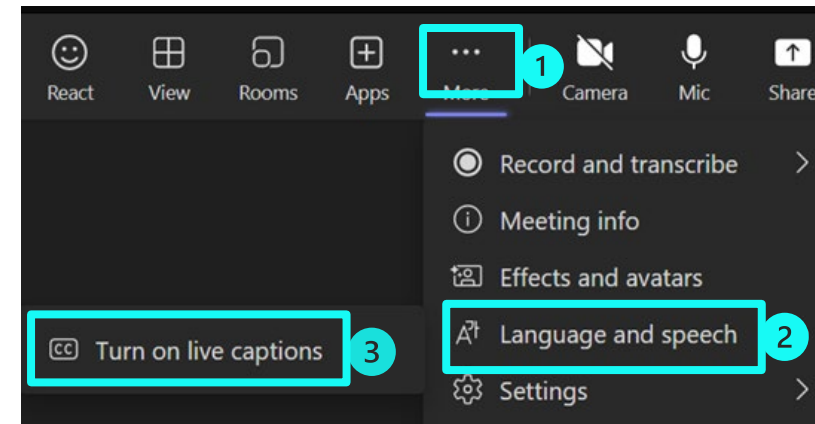 React View Rooms Apps More 1 Camera Mic Share
Record and transcribe
Meeting info
Effects and avatars
Language and speech 2
CC Turn on live captions 3
Settings